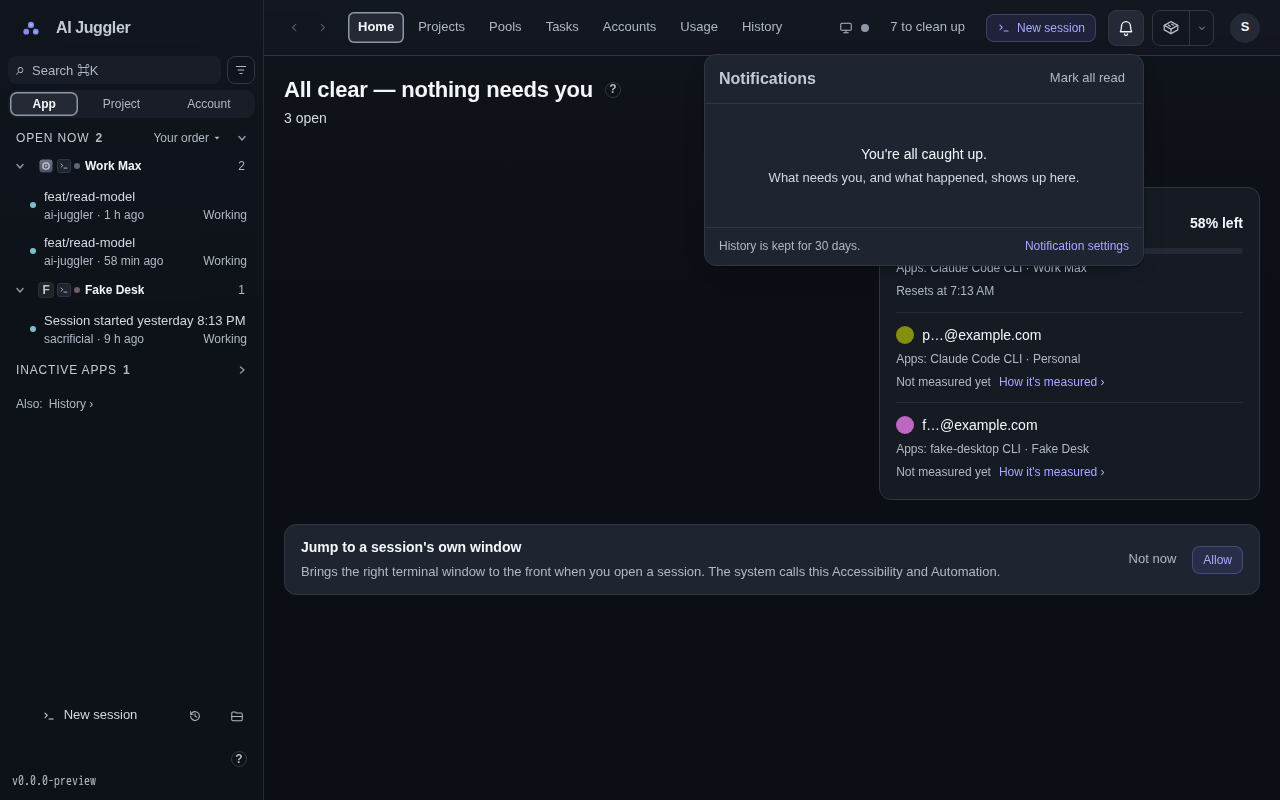 AI Juggler
Search ⌘K
App
Project
Account
OPEN NOW 2
Your order
Work Max
2
feat/read-model
ai-juggler · 1 h ago
Working
feat/read-model
ai-juggler · 58 min ago
Working
F
Fake Desk
1
Session started yesterday 8:13 PM
sacrificial · 9 h ago
Working
INACTIVE APPS 1
Also: History ›
New session
?
v0.0.0-preview
Home
Projects
Pools
Tasks
Accounts
Usage
History
7 to clean up
New session
S
All clear — nothing needs you
?
3 open
Notifications
Mark all read
You're all caught up.
What needs you, and what happened, shows up here.
History is kept for 30 days.
Notification settings
58% left
Apps: Claude Code CLI · Work Max
Resets at 7:13 AM
p…@example.com
Apps: Claude Code CLI · Personal
Not measured yet How it's measured ›
f…@example.com
Apps: fake-desktop CLI · Fake Desk
Not measured yet How it's measured ›
Jump to a session's own window
Brings the right terminal window to the front when you open a session. The system calls this Accessibility and Automation.
Not now
Allow